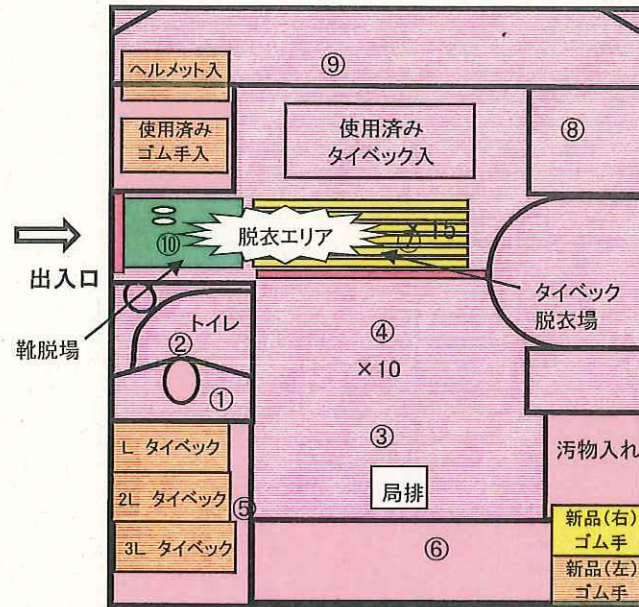 ⑨
ヘルメット入
使用済み
ゴム手入
使用済み
タイベック入
⑧
出入口
⑩
脱衣エリア
×15
⑦
靴脱場
タイベック
脱衣場
トイレ
②
①
④
×10
③
局排
L タイベック
2L タイベック
3L タイベック
⑤
⑥
汚物入れ
新品(右)
ゴム手
新品(左)
ゴム手